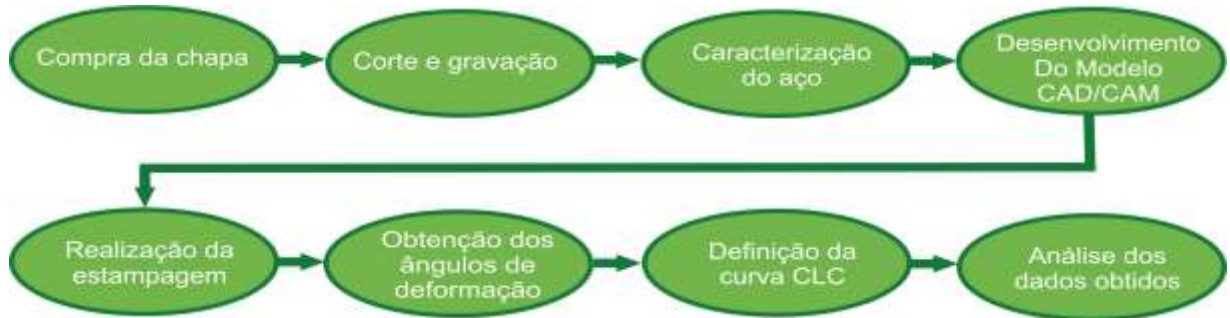 Compra da chapa
Corte e gravação
Caracterização
do aço
Desenvolvimento
Do Modelo
CAD/CAM
Realização da
estampagem
Obtenção dos
ângulos de
deformação
Definição da
curva CLC
Análise dos
dados obtidos